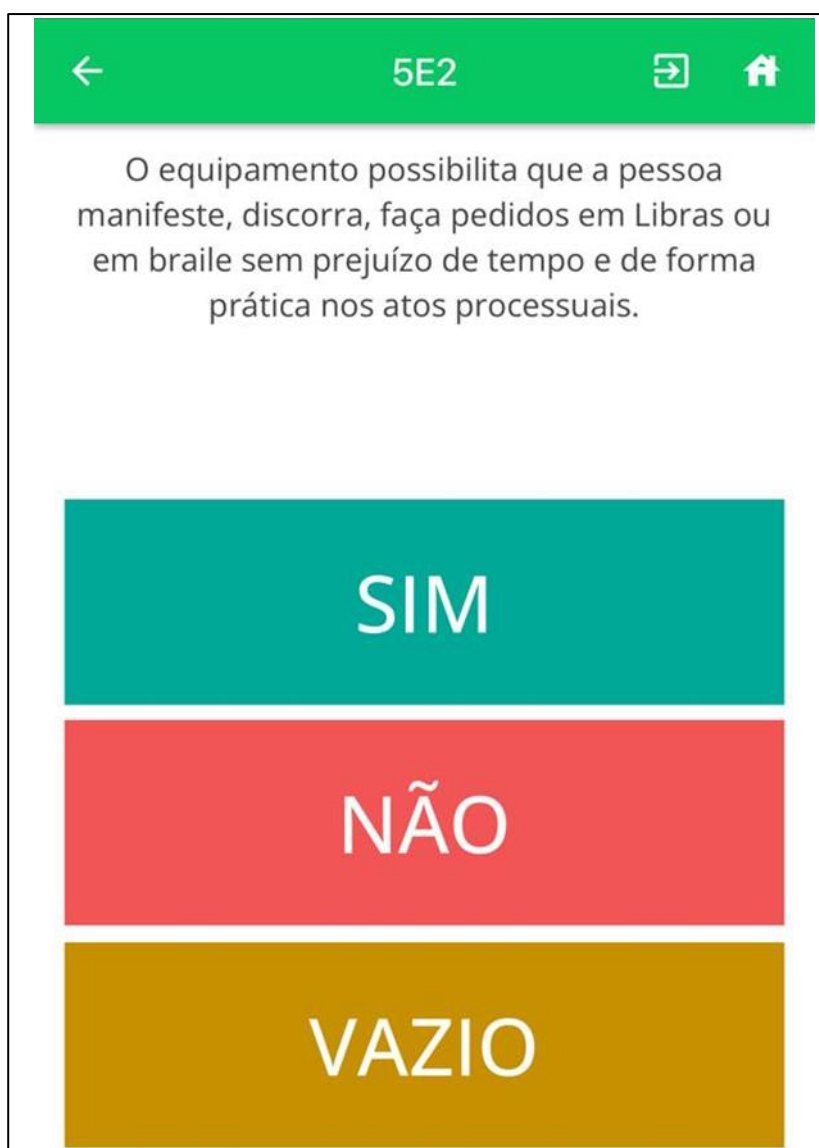 5E2
O equipamento possibilita que a pessoa
manifeste, discorra, faça pedidos em Libras ou
em braile sem prejuízo de tempo e de forma
prática nos atos processuais.
SIM
NÃO
VAZIO